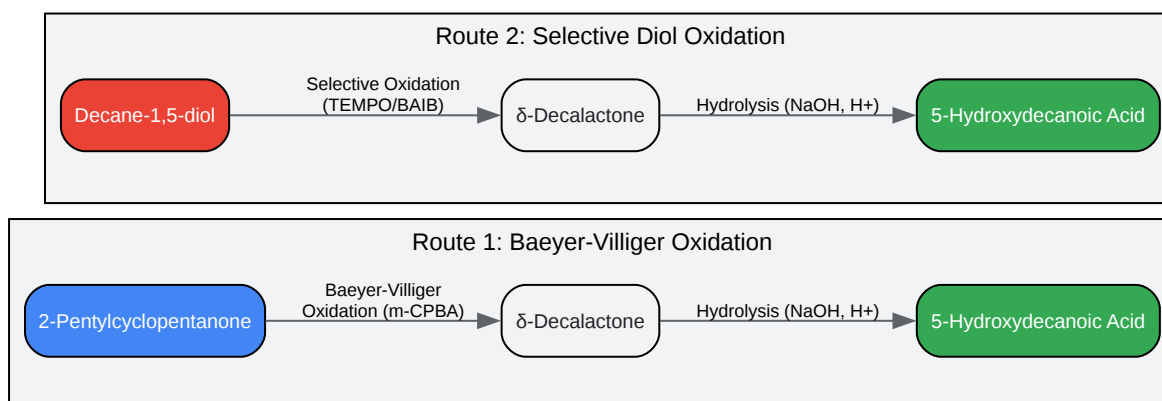 Route 2: Selective Diol Oxidation
Decane-1,5-diol
Selective Oxidation
(TEMPO/BAIB)
δ-Decalactone
Hydrolysis (NaOH, H+)
5-Hydroxydecanoic Acid
Route 1: Baeyer-Villiger Oxidation
2-Pentylcyclopentanone
Baeyer-Villiger
Oxidation (m-CPBA)
δ-Decalactone
Hydrolysis (NaOH, H+)
5-Hydroxydecanoic Acid